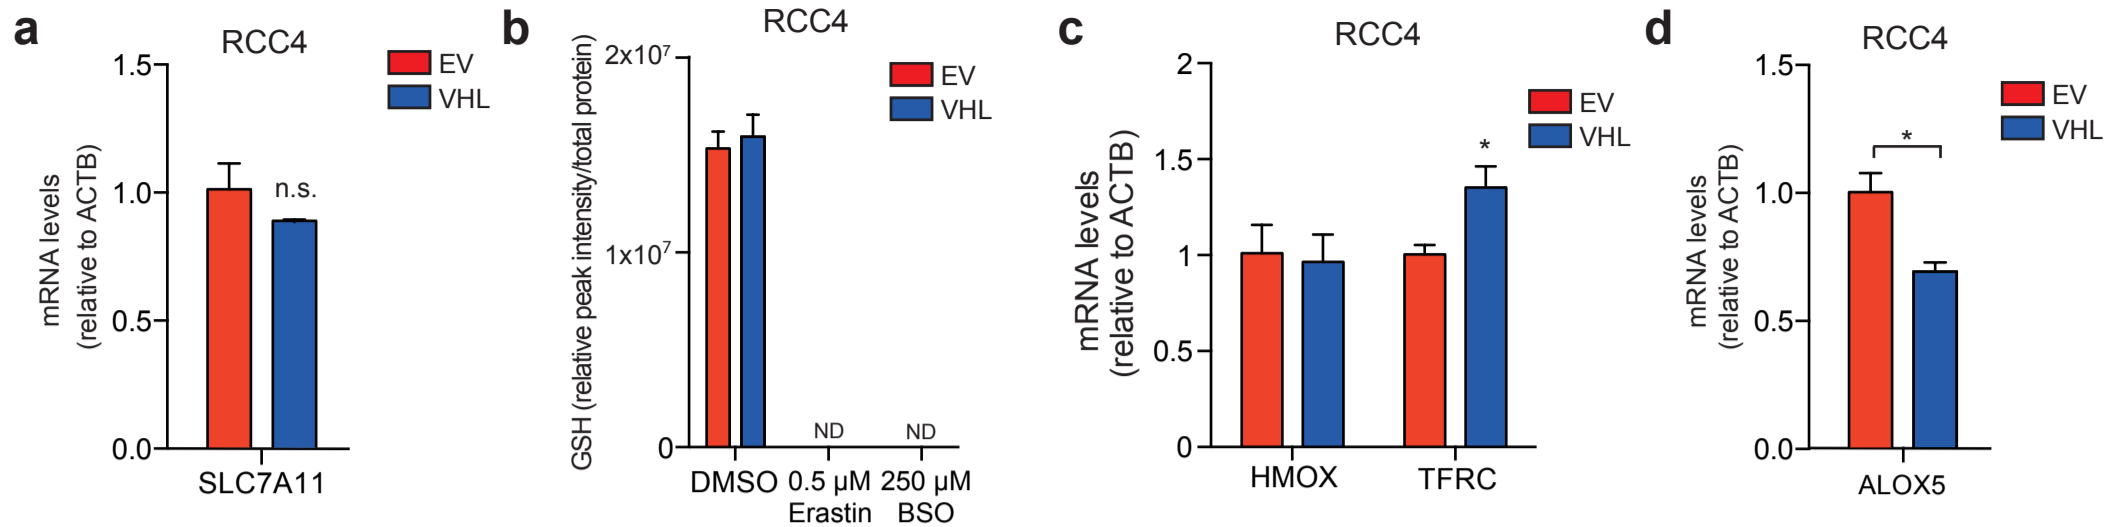 a
RCC4
EV
VHL
mRNA levels
(relative to ACTB)
1.5
1.0
0.5
0.0
n.s.
SLC7A11
b
RCC4
EV
VHL
GSH (relative peak intensity/total protein)
2x10⁷
1x10⁷
0
ND
ND
DMSO
0.5 µM
Erastin
250 µM
BSO
c
RCC4
EV
VHL
mRNA levels
(relative to ACTB)
2
1.5
1
0.5
0
*
HMOX
TFRC
d
RCC4
EV
VHL
mRNA levels
(relative to ACTB)
1.5
1.0
0.5
0.0
*
ALOX5